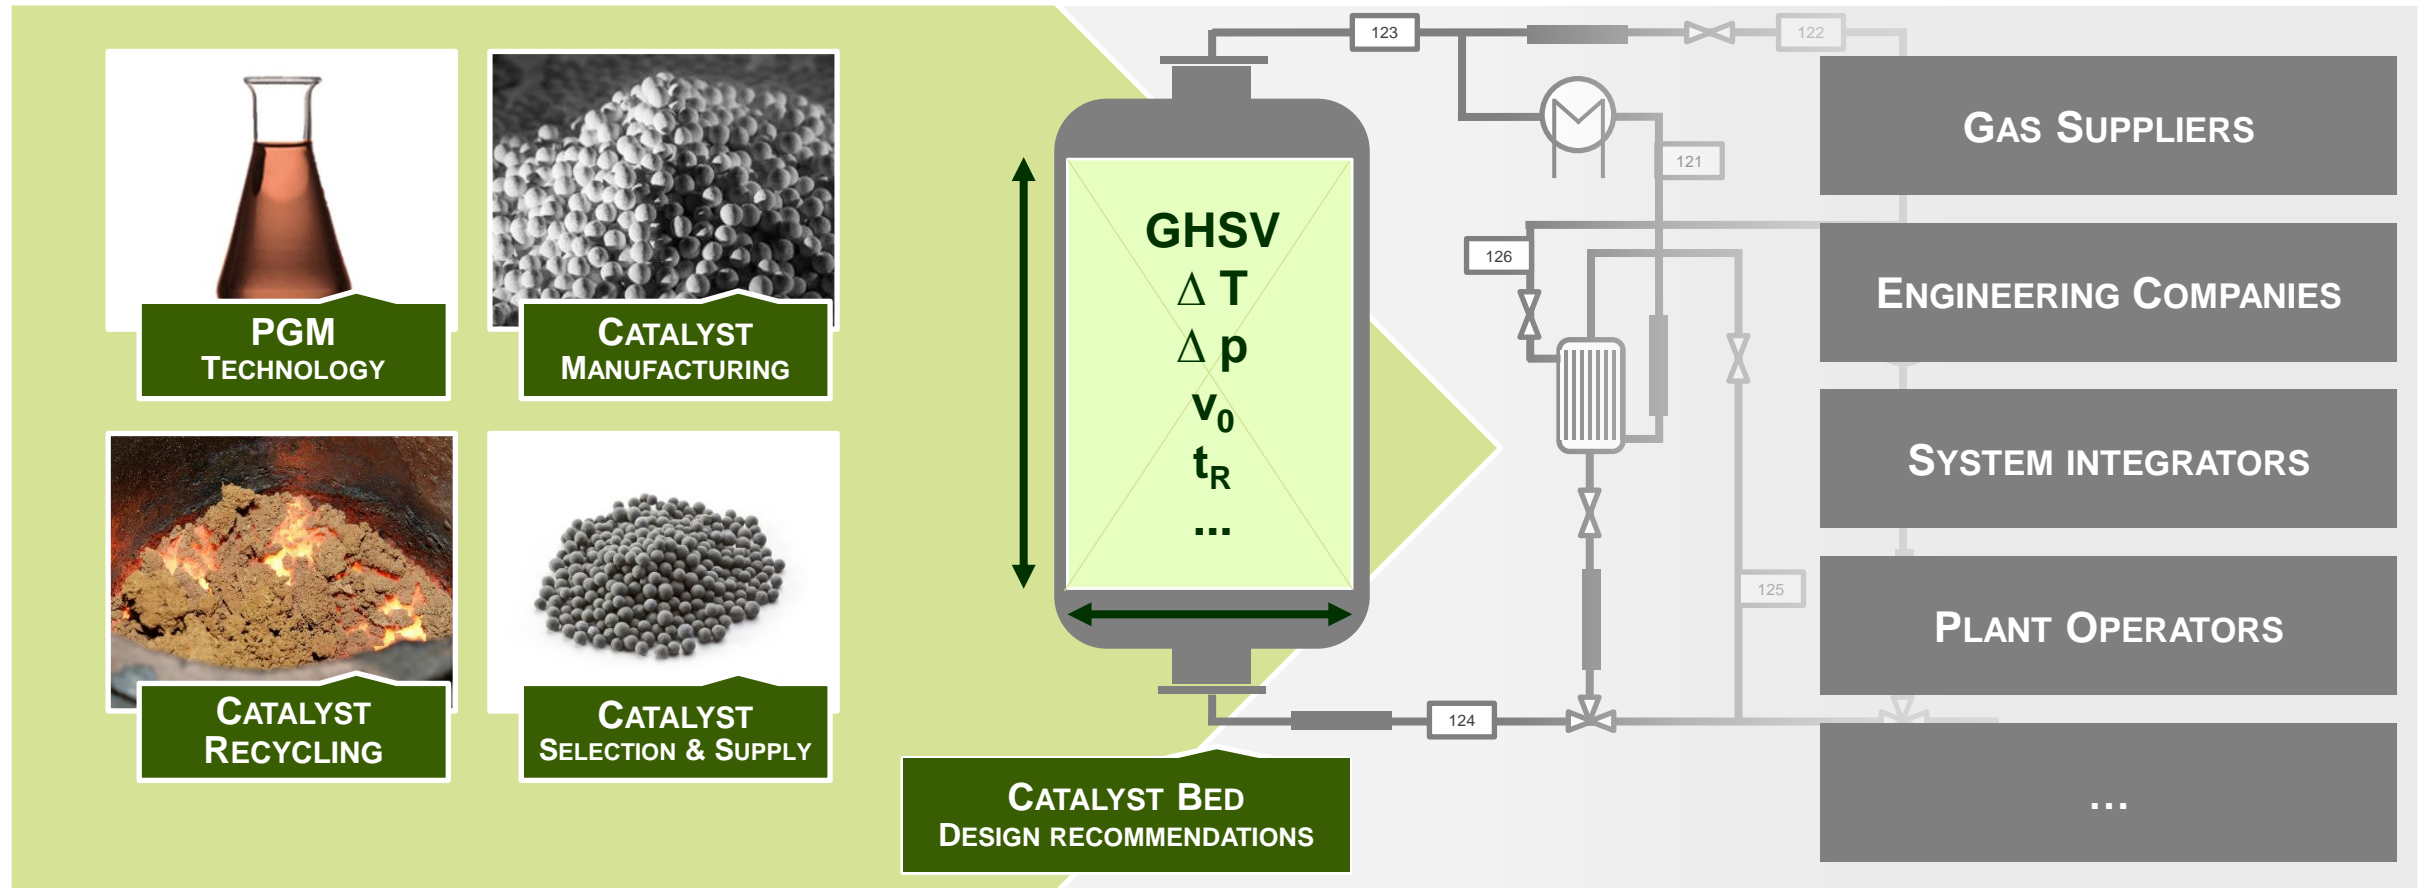 PGM
TECHNOLOGY
CATALYST
MANUFACTURING
CATALYST
RECYCLING
CATALYST
SELECTION & SUPPLY
GHSV
Δ T
Δ p
v₀
t_R
...
CATALYST BED
DESIGN RECOMMENDATIONS
123
122
121
126
125
124
GAS SUPPLIERS
ENGINEERING COMPANIES
SYSTEM INTEGRATORS
PLANT OPERATORS
...